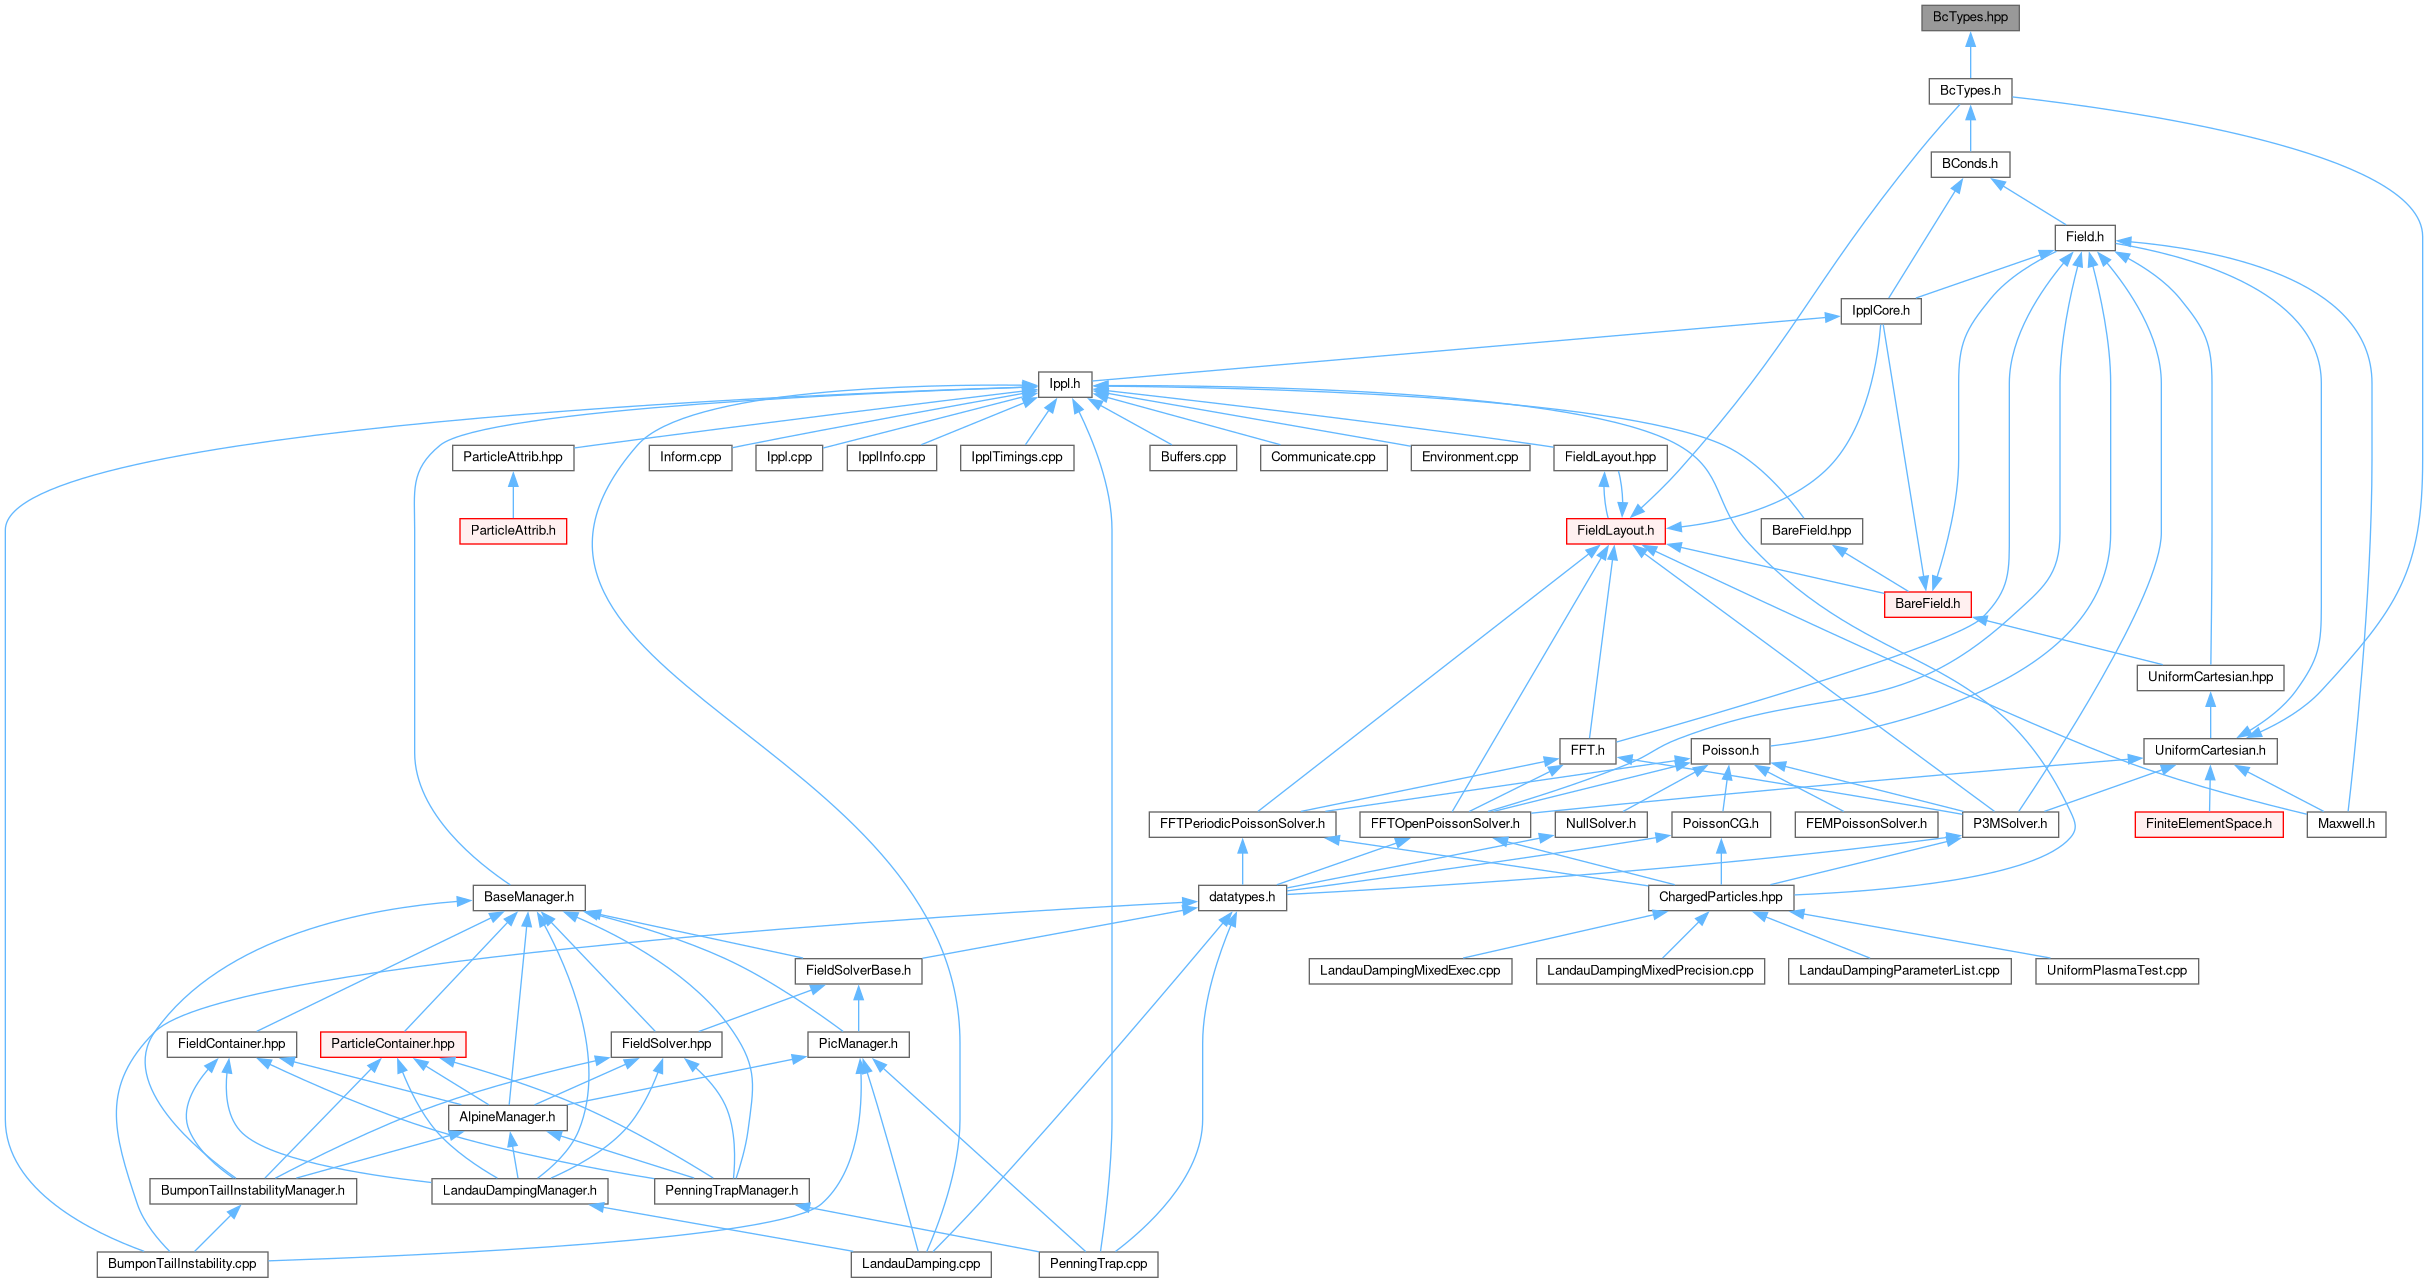 BcTypes.hpp
BcTypes.h
BConds.h
Field.h
IpplCore.h
Ippl.h
ParticleAttrib.hpp
Inform.cpp
Ippl.cpp
IpplInfo.cpp
IpplTimings.cpp
Buffers.cpp
Communicate.cpp
Environment.cpp
FieldLayout.hpp
ParticleAttrib.h
FieldLayout.h
BareField.hpp
BareField.h
UniformCartesian.hpp
FFT.h
Poisson.h
UniformCartesian.h
FFTPeriodicPoissonSolver.h
FFTOpenPoissonSolver.h
NullSolver.h
PoissonCG.h
FEMPoissonSolver.h
P3MSolver.h
FiniteElementSpace.h
Maxwell.h
BaseManager.h
datatypes.h
ChargedParticles.hpp
FieldSolverBase.h
LandauDampingMixedExec.cpp
LandauDampingMixedPrecision.cpp
LandauDampingParameterList.cpp
UniformPlasmaTest.cpp
FieldContainer.hpp
ParticleContainer.hpp
FieldSolver.hpp
PicManager.h
AlpineManager.h
BumponTailInstabilityManager.h
LandauDampingManager.h
PenningTrapManager.h
BumponTailInstability.cpp
LandauDamping.cpp
PenningTrap.cpp